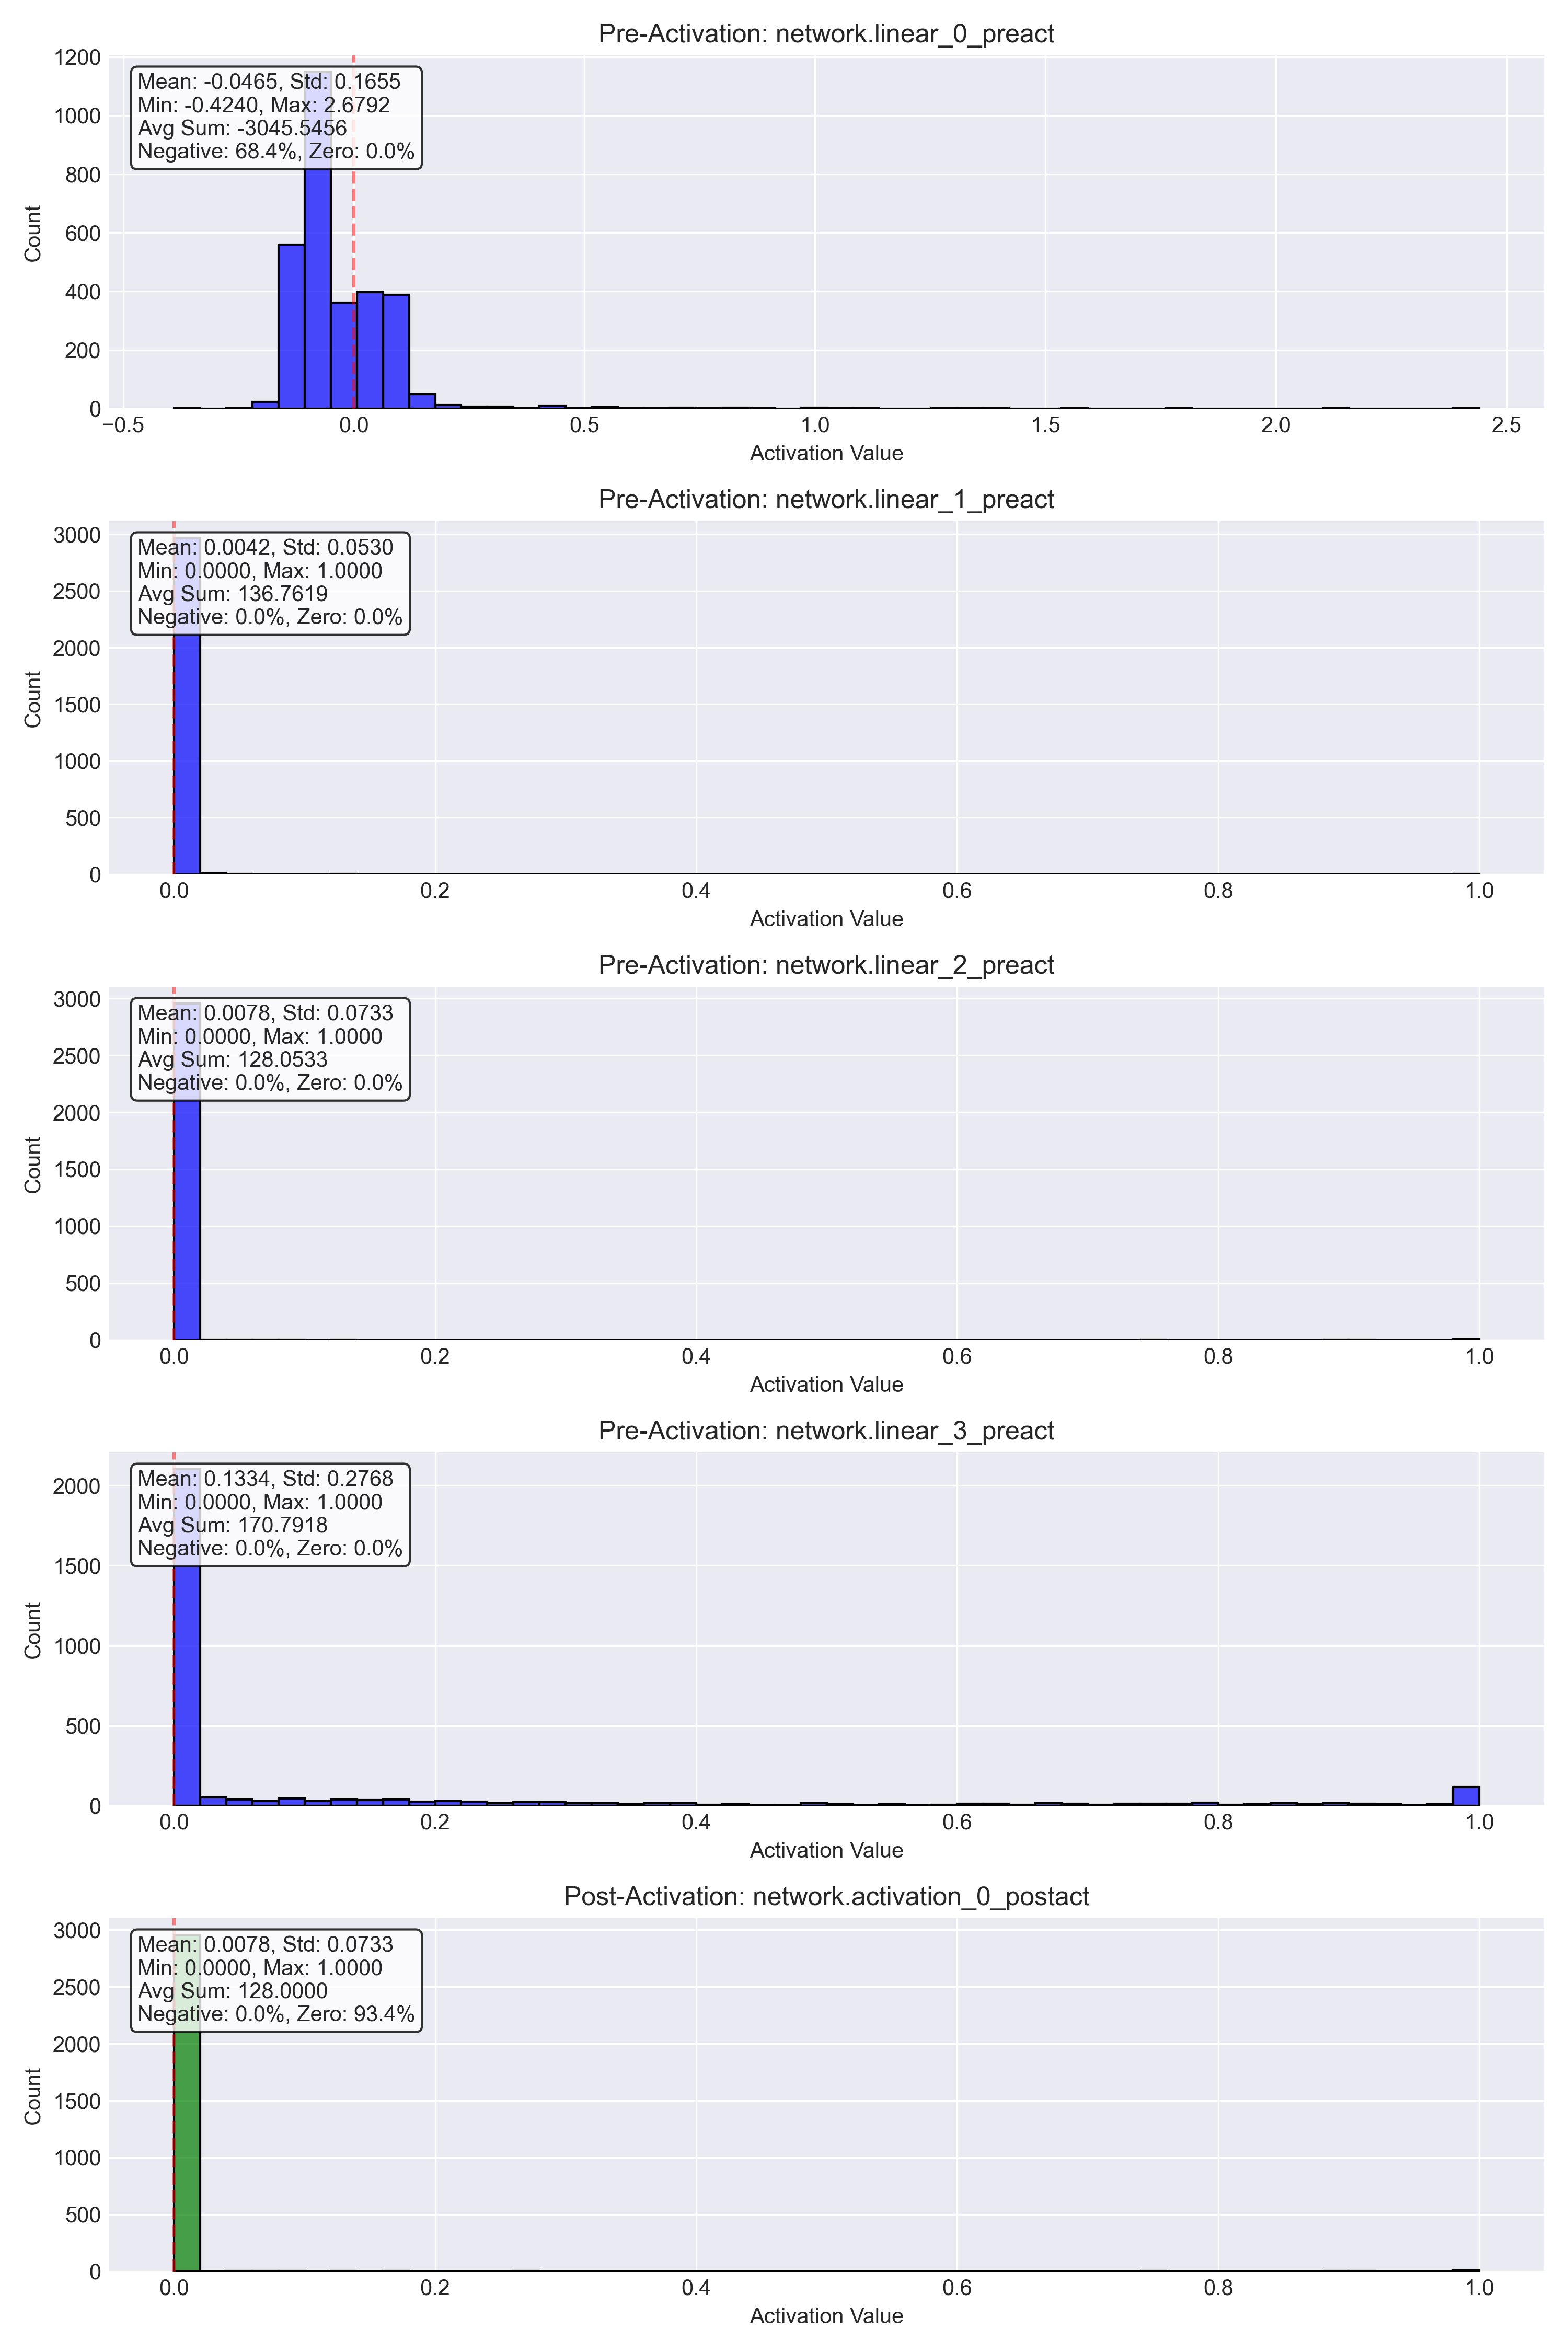 Pre-Activation: network.linear_0_preact
Mean: -0.0465, Std: 0.1655
Min: -0.4240, Max: 2.6792
Avg Sum: -3045.5456
Negative: 68.4%, Zero: 0.0%
Count
1200
1000
800
600
400
200
0
−0.5 0.0 0.5 1.0 1.5 2.0 2.5
Activation Value
Pre-Activation: network.linear_1_preact
Mean: 0.0042, Std: 0.0530
Min: 0.0000, Max: 1.0000
Avg Sum: 136.7619
Negative: 0.0%, Zero: 0.0%
Count
3000
2500
2000
1500
1000
500
0
0.0 0.2 0.4 0.6 0.8 1.0
Activation Value
Pre-Activation: network.linear_2_preact
Mean: 0.0078, Std: 0.0733
Min: 0.0000, Max: 1.0000
Avg Sum: 128.0533
Negative: 0.0%, Zero: 0.0%
Count
3000
2500
2000
1500
1000
500
0
0.0 0.2 0.4 0.6 0.8 1.0
Activation Value
Pre-Activation: network.linear_3_preact
Mean: 0.1334, Std: 0.2768
Min: 0.0000, Max: 1.0000
Avg Sum: 170.7918
Negative: 0.0%, Zero: 0.0%
Count
2000
1500
1000
500
0
0.0 0.2 0.4 0.6 0.8 1.0
Activation Value
Post-Activation: network.activation_0_postact
Mean: 0.0078, Std: 0.0733
Min: 0.0000, Max: 1.0000
Avg Sum: 128.0000
Negative: 0.0%, Zero: 93.4%
Count
3000
2500
2000
1500
1000
500
0
0.0 0.2 0.4 0.6 0.8 1.0
Activation Value